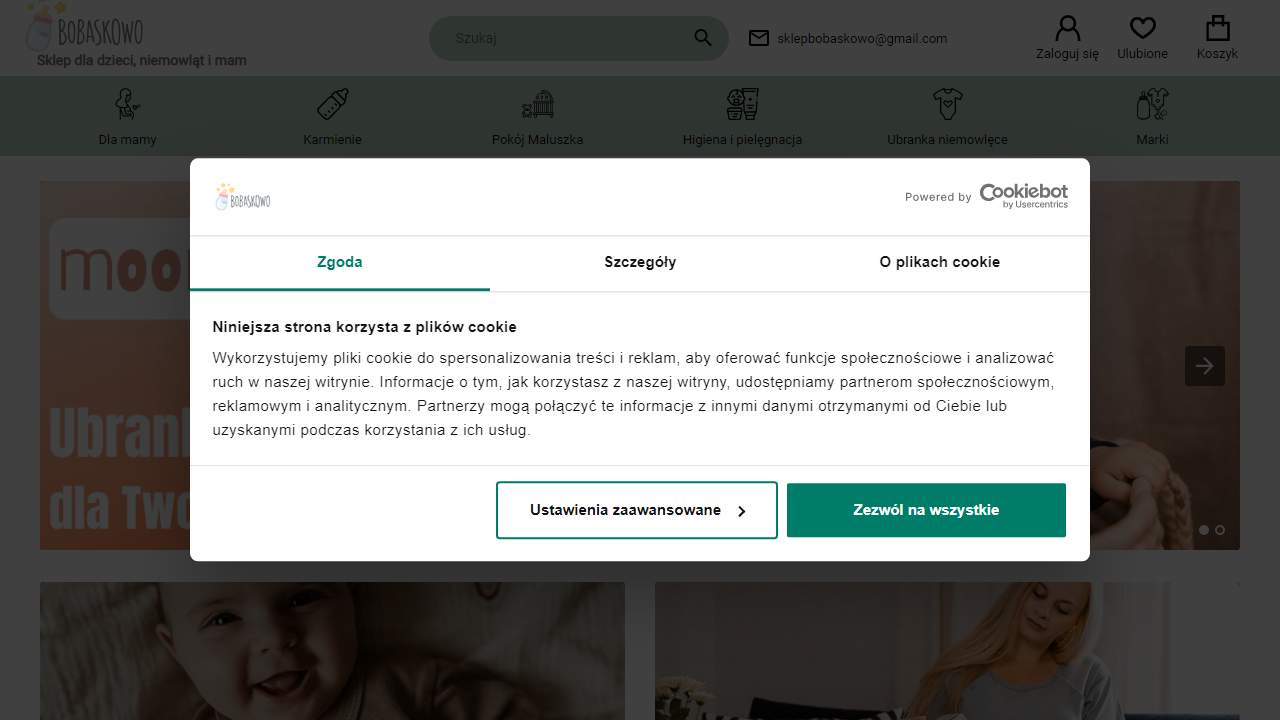 BOBASKOWO
Sklep dla dzieci, niemowląt i mam
Szukaj
sklepbobaskowo@gmail.com
Zaloguj się
Ulubione
Koszyk
Dla mamy
Karmienie
Pokój Maluszka
Higiena i pielęgnacja
Ubranka niemowlęce
Marki
BOBASKOWO
Powered by Cookiebot
by Usercentrics
Zgoda
Szczegóły
O plikach cookie
Niniejsza strona korzysta z plików cookie
Wykorzystujemy pliki cookie do spersonalizowania treści i reklam, aby oferować funkcje społecznościowe i analizować
ruch w naszej witrynie. Informacje o tym, jak korzystasz z naszej witryny, udostępniamy partnerom społecznościowym,
reklamowym i analitycznym. Partnerzy mogą połączyć te informacje z innymi danymi otrzymanymi od Ciebie lub
uzyskanymi podczas korzystania z ich usług.
Ustawienia zaawansowane
Zezwól na wszystkie
dla